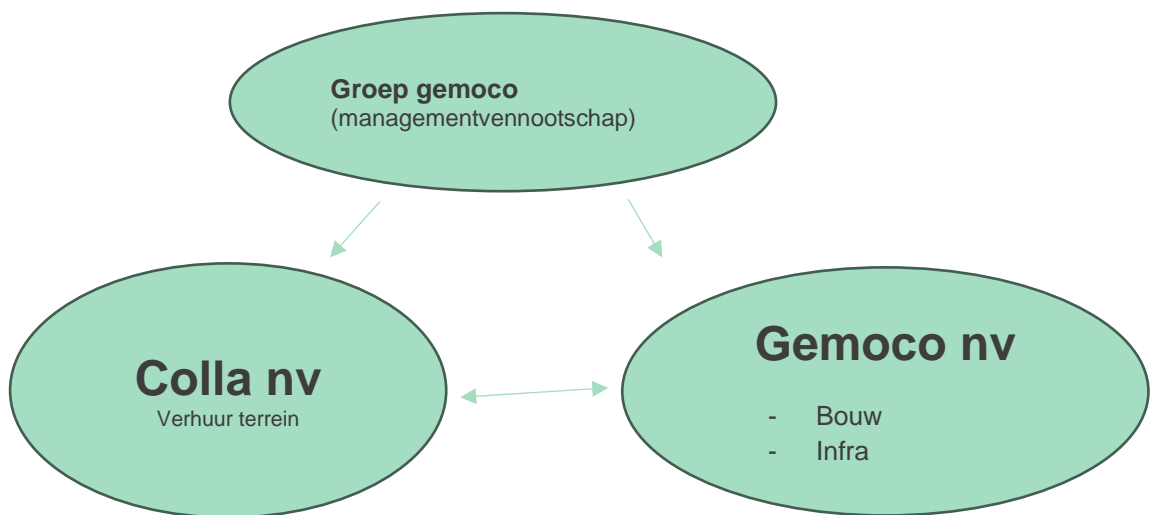 Groep gemoco
(managementvennootschap)
Colla nv
Verhuur terrein
Gemoco nv
- Bouw
- Infra